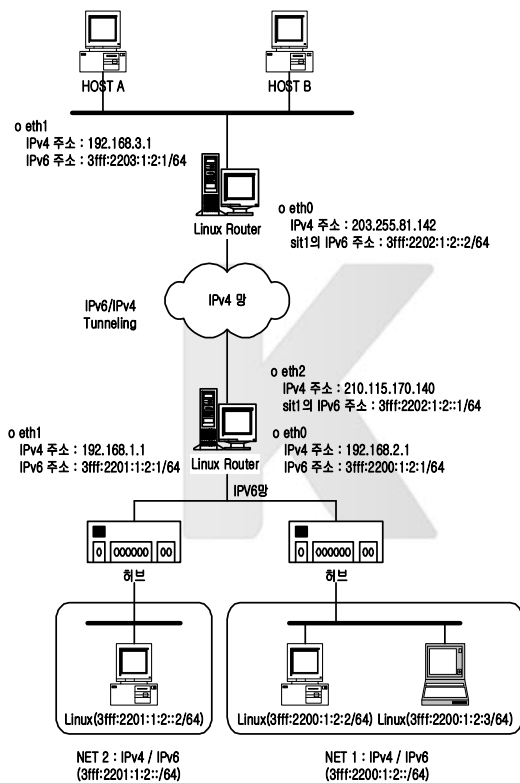 HOST A
HOST B
o eth1
IPv4 주소 : 192.168.3.1
IPv6 주소 : 3fff:2203:1:2:1/64
Linux Router
o eth0
IPv4 주소 : 203.255.81.142
sit1의 IPv6 주소 : 3fff:2202:1:2::2/64
IPv6/IPv4
Tunneling
IPv4 망
o eth2
IPv4 주소 : 210.115.170.140
sit1의 IPv6 주소 : 3fff:2202:1:2::1/64
o eth1
IPv4 주소 : 192.168.1.1
IPv6 주소 : 3fff:2201:1:2:1/64
Linux Router
o eth0
IPv4 주소 : 192.168.2.1
IPv6 주소 : 3fff:2200:1:2:1/64
IPV6망
0 000000 00
0 000000 00
허브
허브
Linux(3fff:2201:1:2::2/64)
Linux(3fff:2200:1:2:2/64)
Linux(3fff:2200:1:2:3/64)
NET 2 : IPv4 / IPv6
(3fff:2201:1:2::/64)
NET 1 : IPv4 / IPv6
(3fff:2200:1:2::/64)
K